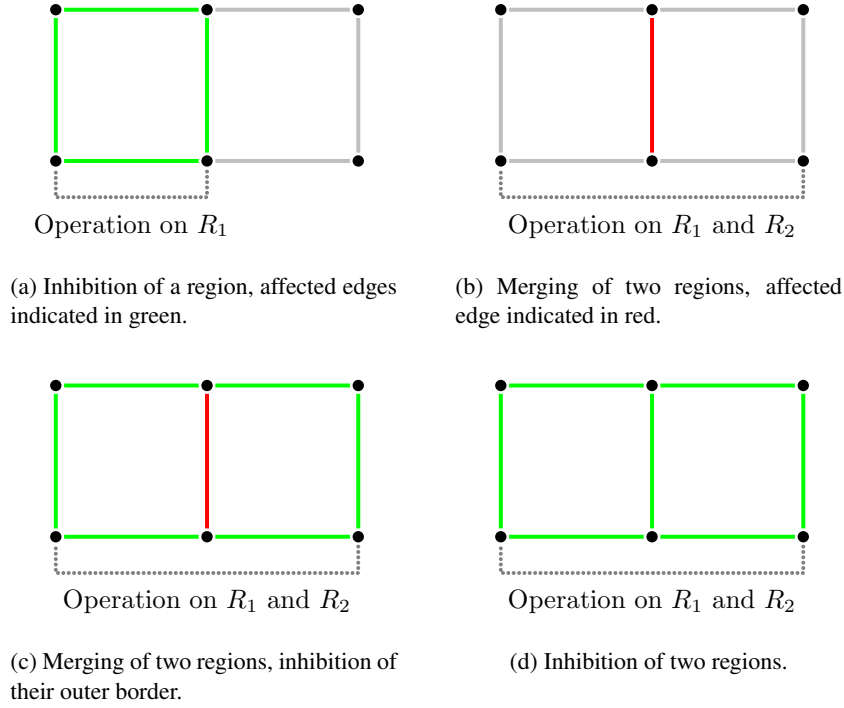 Operation on R₁
(a) Inhibition of a region, affected edges
indicated in green.
Operation on R₁ and R₂
(b) Merging of two regions, affected
edge indicated in red.
Operation on R₁ and R₂
(c) Merging of two regions, inhibition of
their outer border.
Operation on R₁ and R₂
(d) Inhibition of two regions.